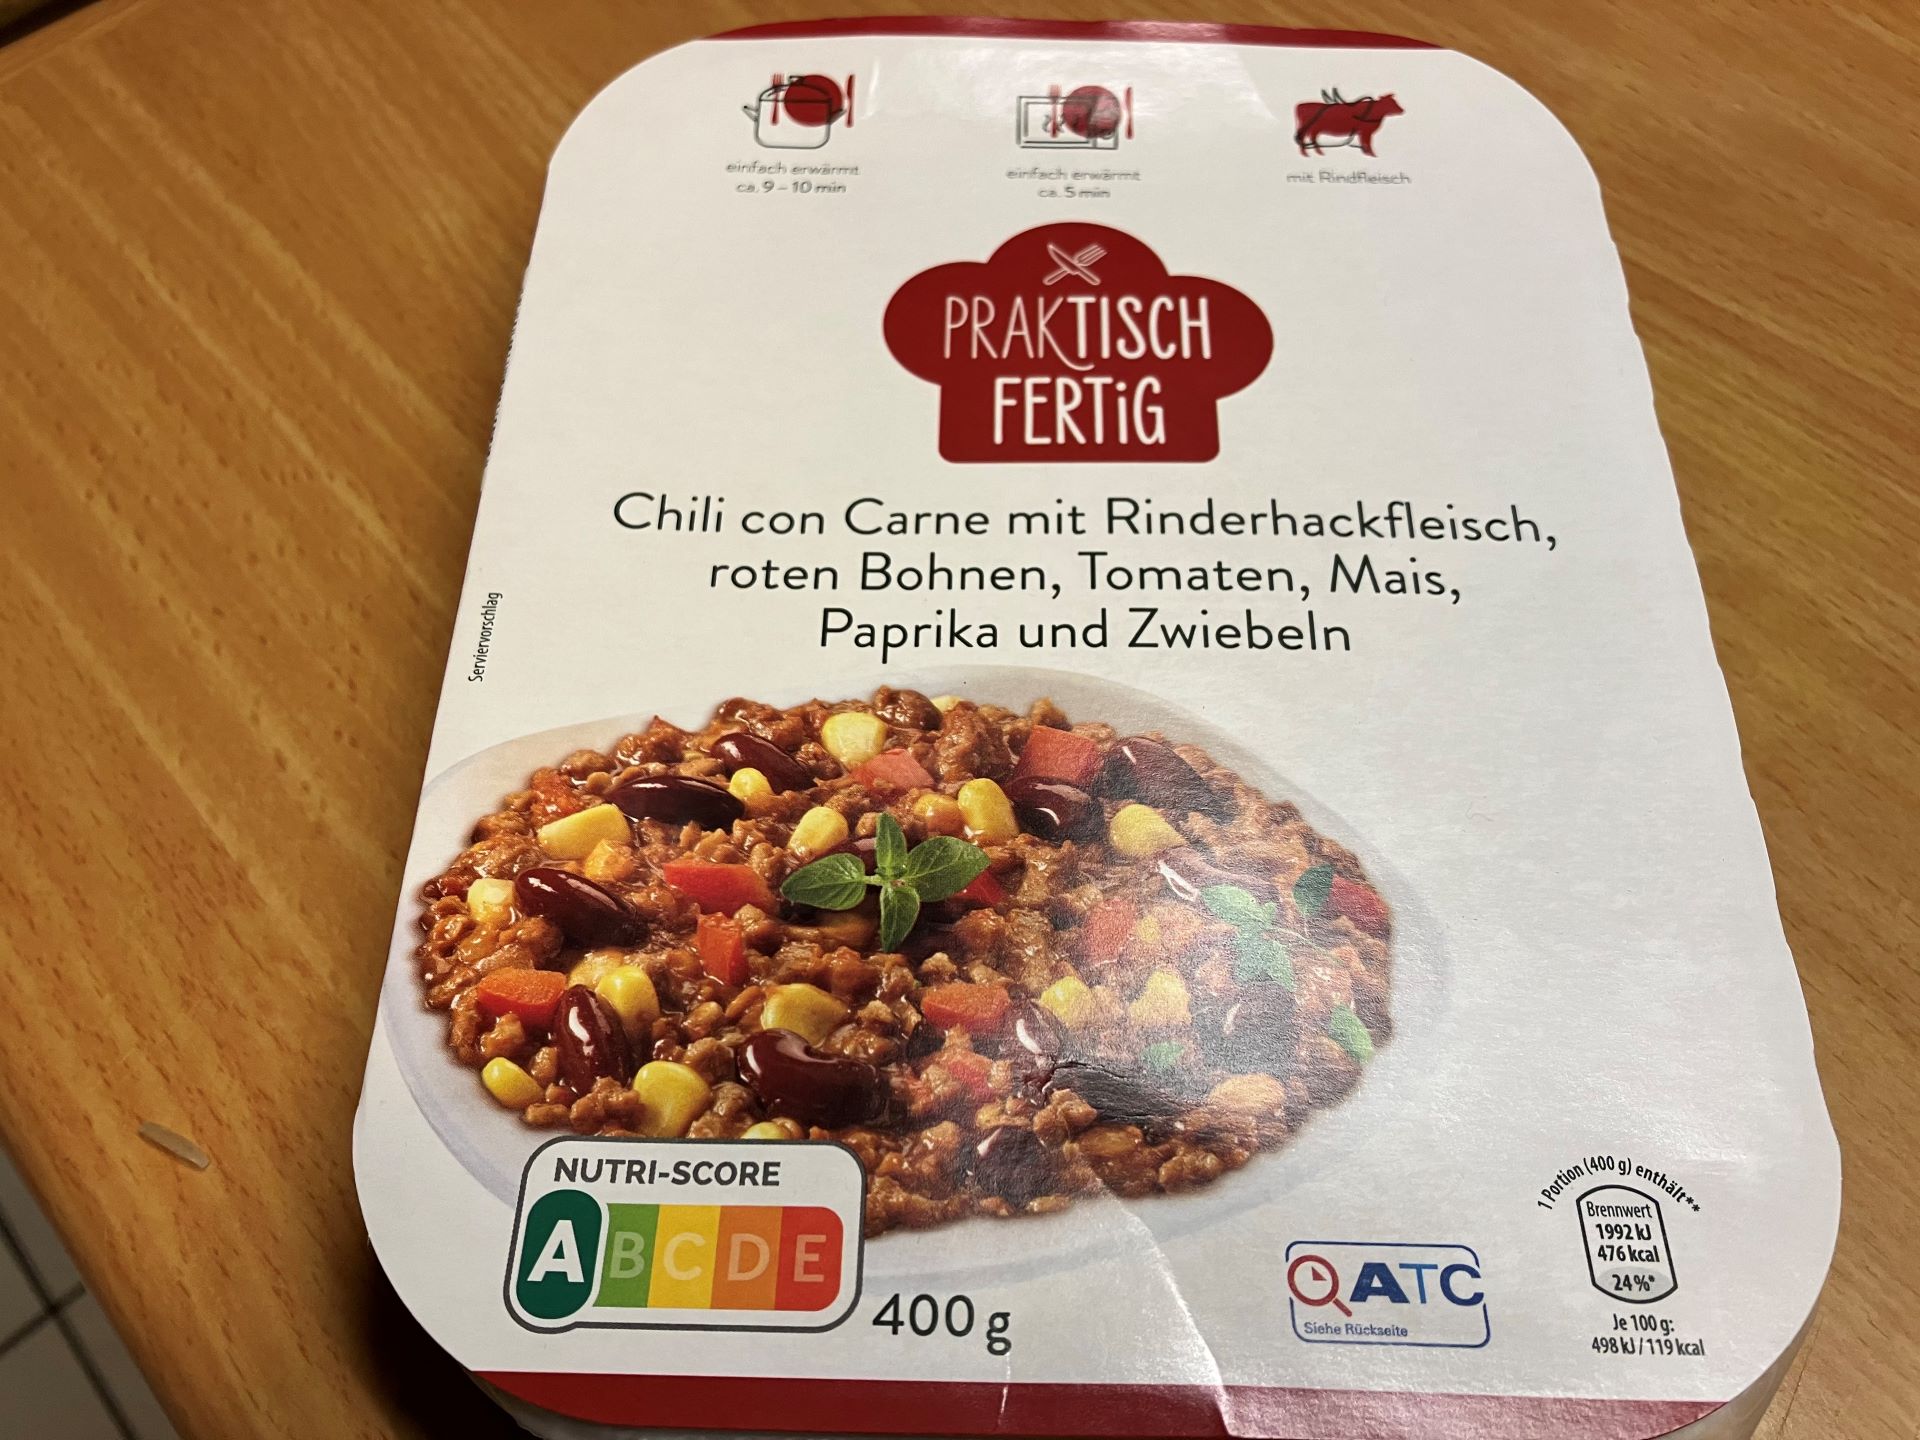 einfach erwärmt
ca. 9 – 10 min
einfach erwärmt
ca. 5 min
mit Rindfleisch
PRAKTISCH
FERTiG
Chili con Carne mit Rinderhackfleisch,
roten Bohnen, Tomaten, Mais,
Paprika und Zwiebeln
Serviervorschlag
NUTRI-SCORE
A B C D E
400 g
ATC
Siehe Rückseite
1 Portion (400 g) enthält**
Brennwert
1992 kJ
476 kcal
24%*
Je 100 g:
498 kJ / 119 kcal